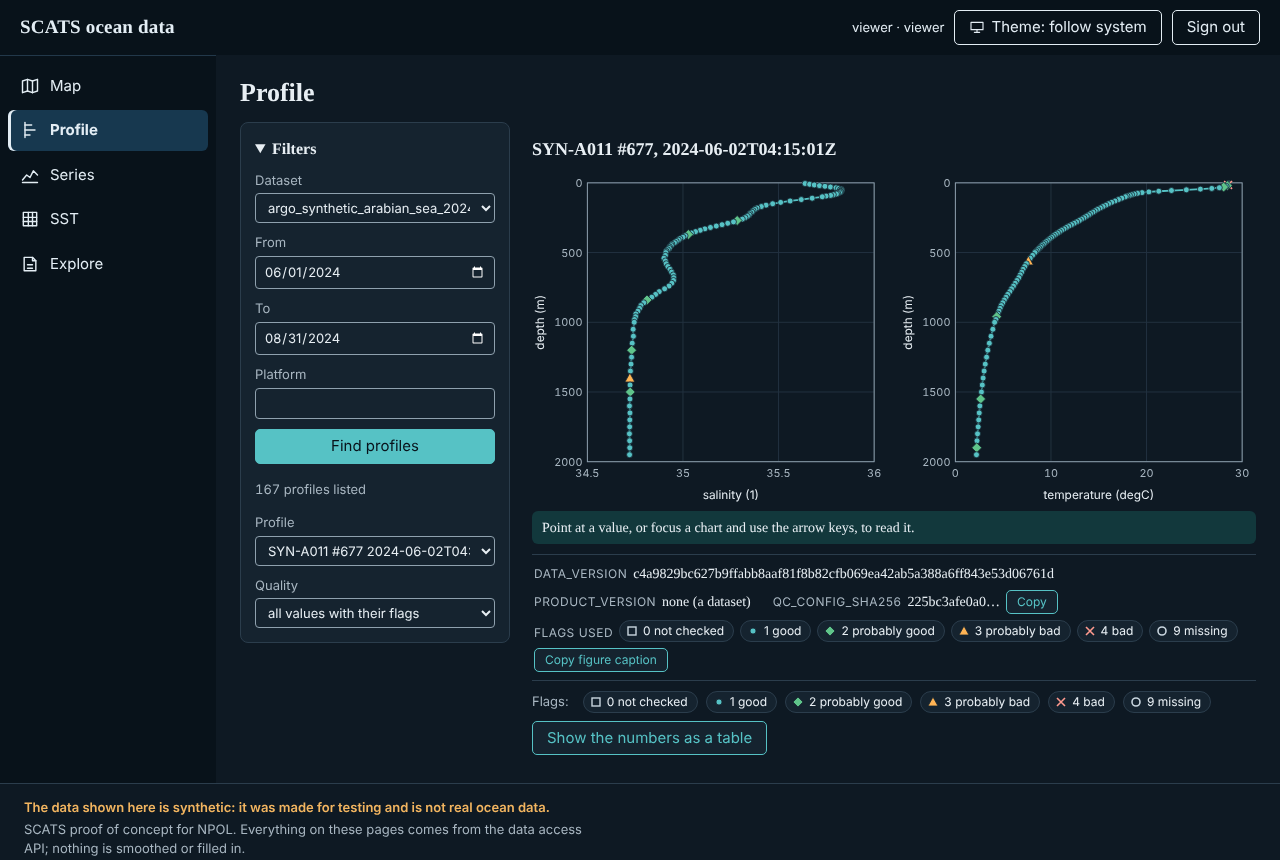 SCATS ocean data
viewer · viewer
Theme: follow system
Sign out
Map
Profile
Series
SST
Explore
Profile
Filters
Dataset
argo_synthetic_arabian_sea_2024
From
06/01/2024
To
08/31/2024
Platform
Find profiles
167 profiles listed
Profile
SYN-A011 #677 2024-06-02T04:
Quality
all values with their flags
SYN-A011 #677, 2024-06-02T04:15:01Z
0
500
1000
1500
2000
34.5 35 35.5 36
depth (m)
salinity (1)
0
500
1000
1500
2000
0 10 20 30
depth (m)
temperature (degC)
Point at a value, or focus a chart and use the arrow keys, to read it.
DATA_VERSION c4a9829bc627b9ffabb8aaf81f8b82cfb069ea42ab5a388a6ff843e53d06761d
PRODUCT_VERSION none (a dataset) QC_CONFIG_SHA256 225bc3afe0a0… Copy
FLAGS USED 0 not checked 1 good 2 probably good 3 probably bad 4 bad 9 missing
Copy figure caption
Flags: 0 not checked 1 good 2 probably good 3 probably bad 4 bad 9 missing
Show the numbers as a table
The data shown here is synthetic: it was made for testing and is not real ocean data.
SCATS proof of concept for NPOL. Everything on these pages comes from the data access
API; nothing is smoothed or filled in.